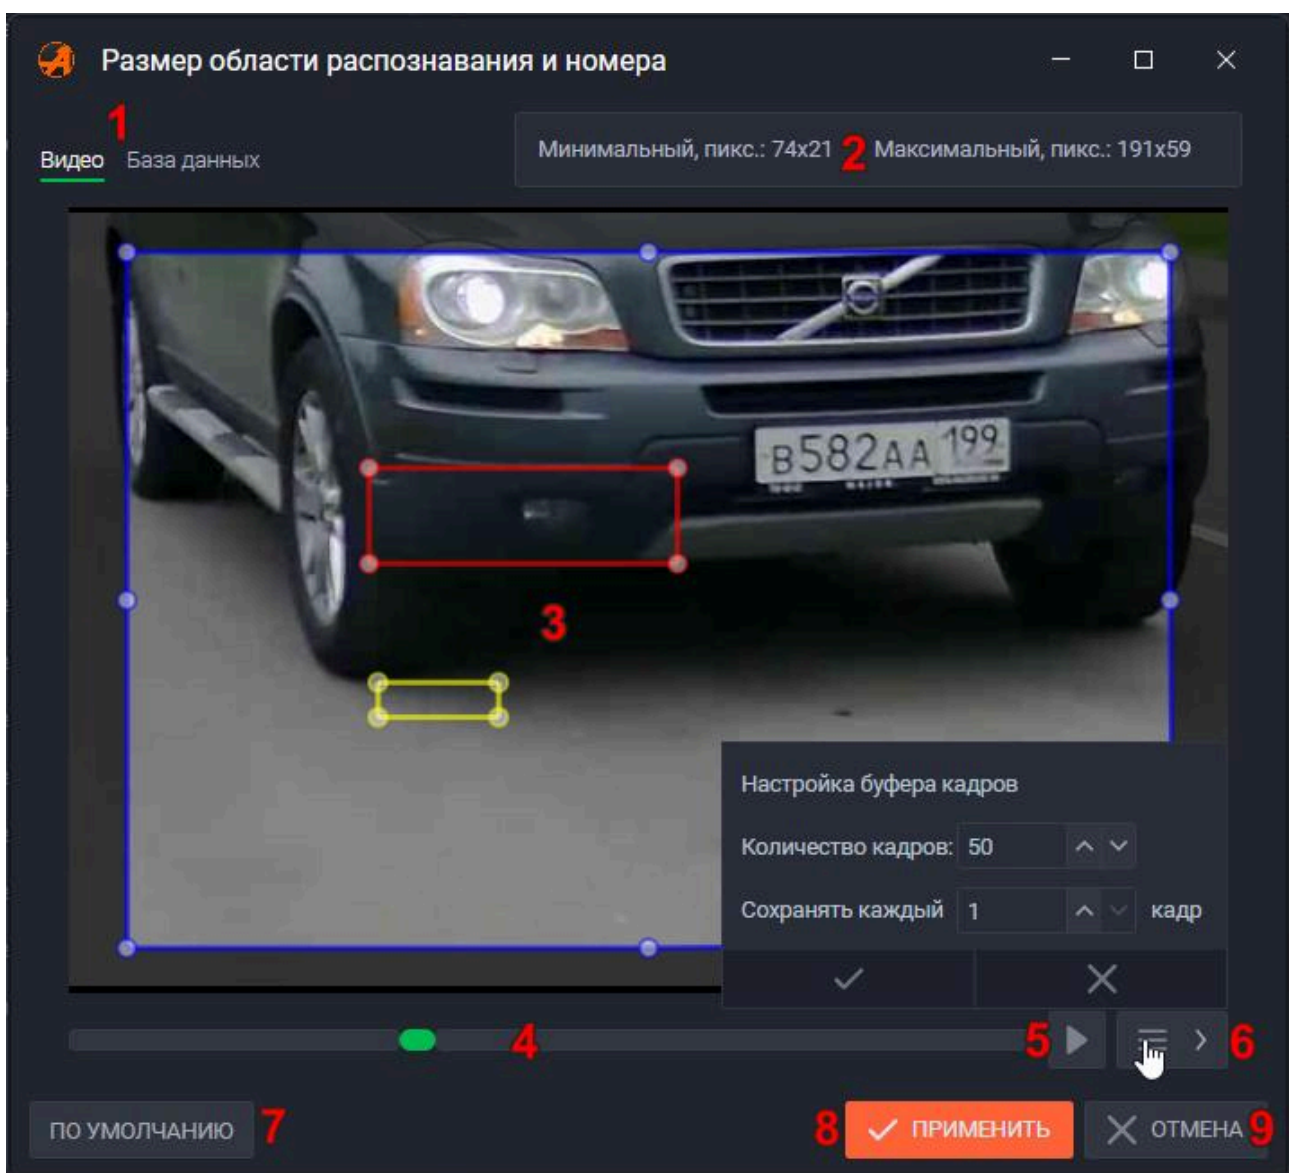 Размер области распознавания и номера
1
Видео База данных
Минимальный, пикс.: 74x21 2 Максимальный, пикс.: 191x59
В582АА 199
3
Настройка буфера кадров
Количество кадров: 50
Сохранять каждый 1 кадр
4
5
6
ПО УМОЛЧАНИЮ 7
8 ПРИМЕНИТЬ
ОТМЕНА 9